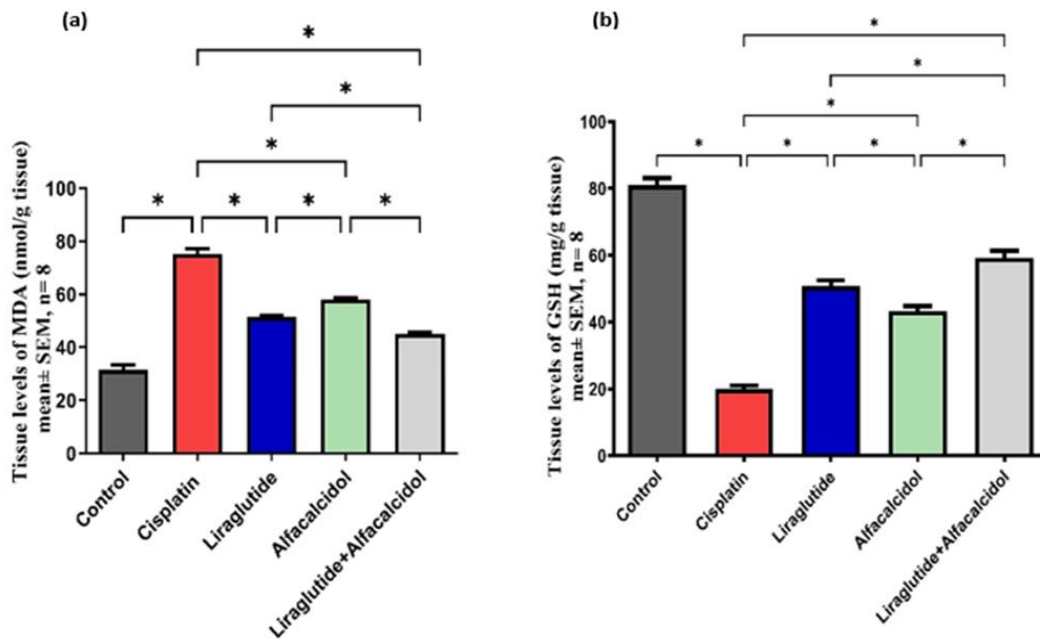 (a)
*
*
*
* * * *
Tissue levels of MDA (nmol/g tissue)
mean± SEM, n= 8
100
80
60
40
20
0
Control
Cisplatin
Liraglutide
Alfacalcidol
Liraglutide+Alfacalcidol
(b)
*
*
*
* * * *
Tissue levels of GSH (mg/g tissue)
mean± SEM, n= 8
100
80
60
40
20
0
Control
Cisplatin
Liraglutide
Alfacalcidol
Liraglutide+Alfacalcidol